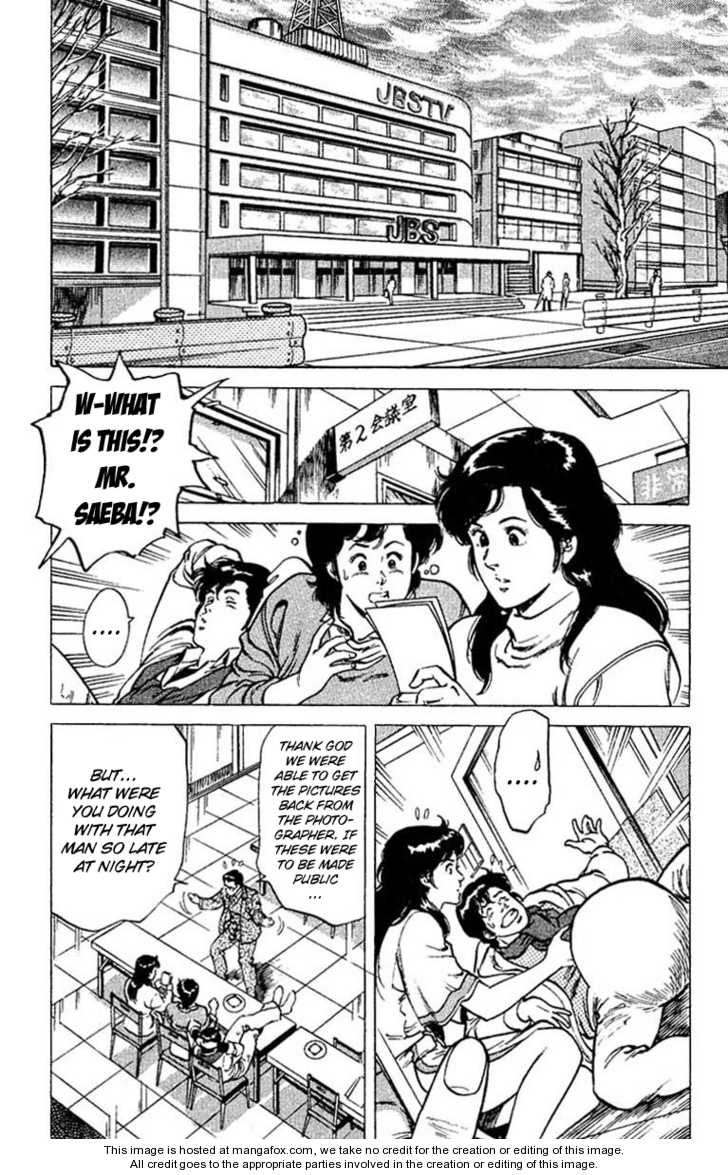 JBSTV
JBS
W-WHAT
IS THIS!?
MR.
SAEBA!?
第2会議室
非常
....
....
THANK GOD
WE WERE
ABLE TO GET
THE PICTURES
BACK FROM
THE PHOTO-
GRAPHER. IF
THESE WERE
TO BE MADE
PUBLIC
...
BUT...
WHAT WERE
YOU DOING
WITH THAT
MAN SO LATE
AT NIGHT?
This image is hosted at mangafox.com, we take no credit for the creation or editing of this image.
All credit goes to the appropriate parties involved in the creation or editing of this image.